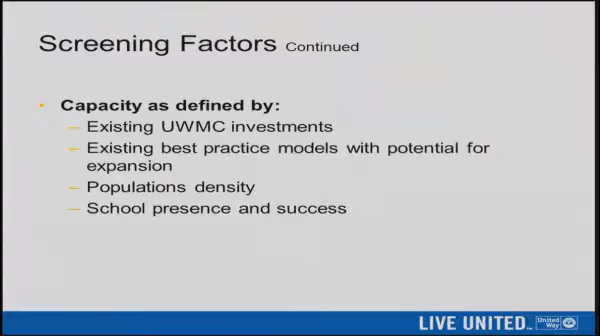 Screening Factors Continued
• Capacity as defined by:
– Existing UWMC investments
– Existing best practice models with potential for
expansion
– Populations density
– School presence and success
LIVE UNITED™ United
Way